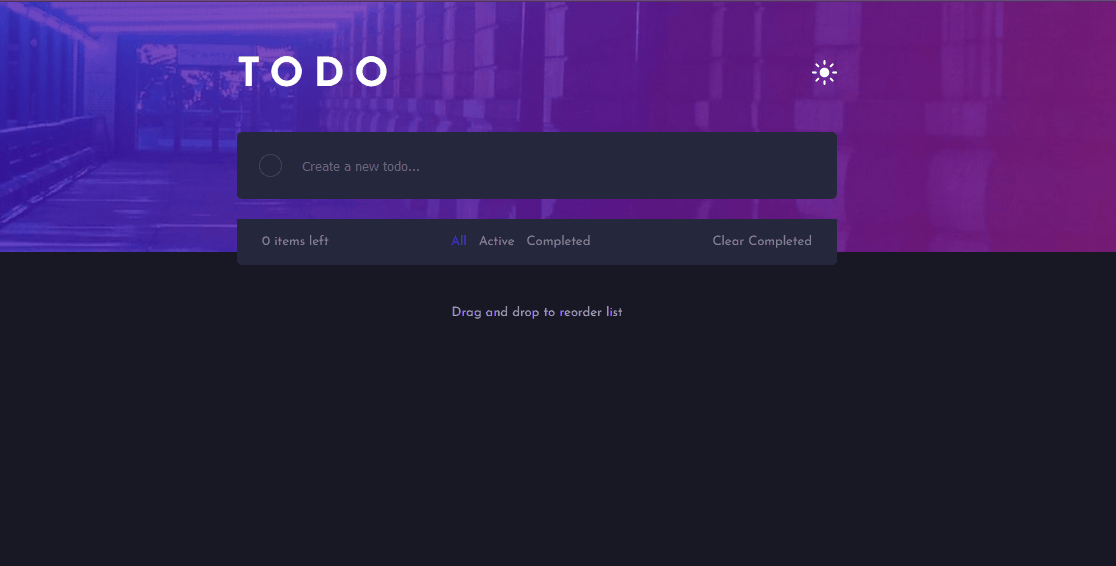 TODO
Create a new todo...
0 items left All Active Completed Clear Completed
Drag and drop to reorder list